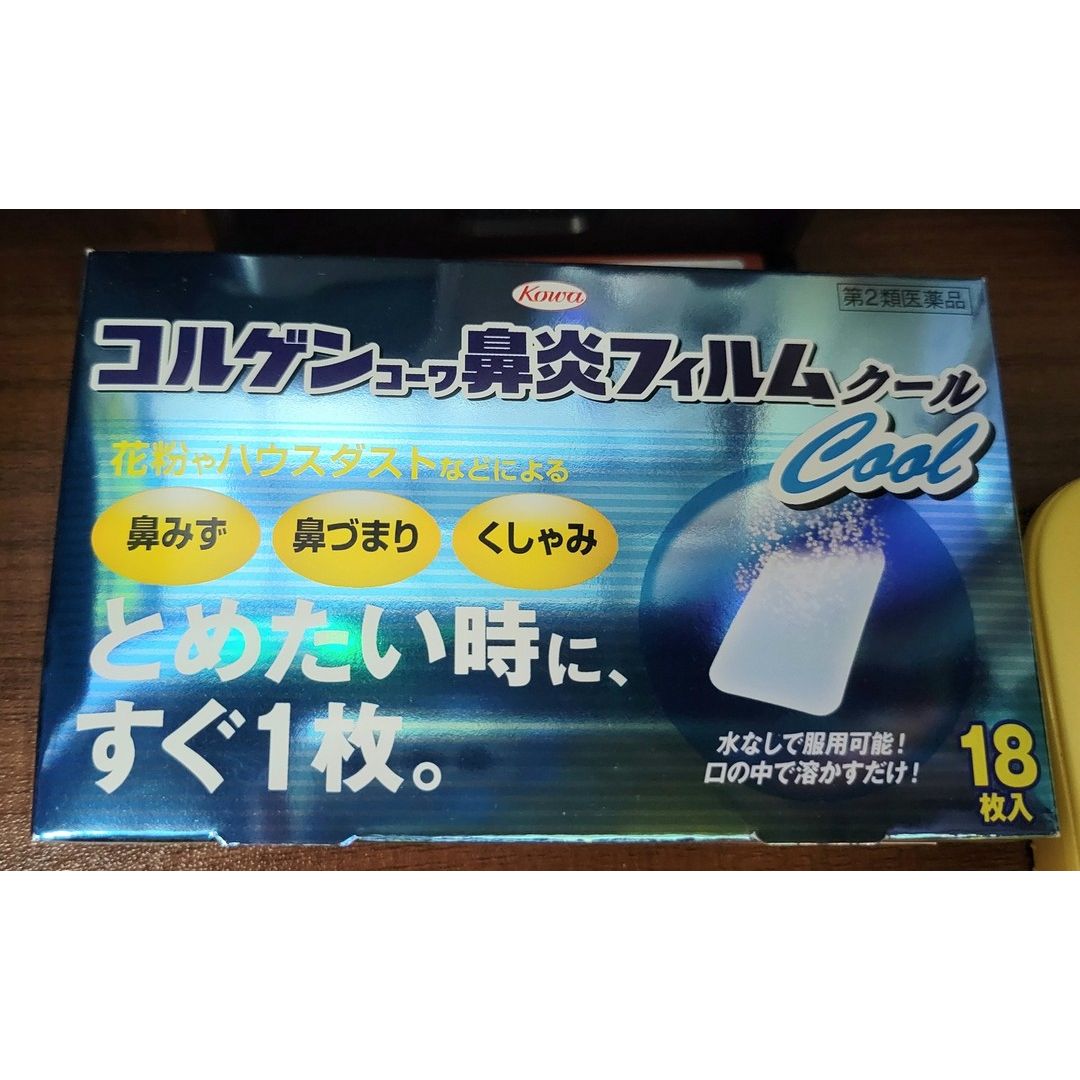 Kowa
第2類医薬品
コルゲンコーワ鼻炎フィルムクール
Cool
花粉やハウスダストなどによる
鼻みず 鼻づまり くしゃみ
とめたい時に、
すぐ1枚。
水なしで服用可能!
口の中で溶かすだけ!
18
枚入